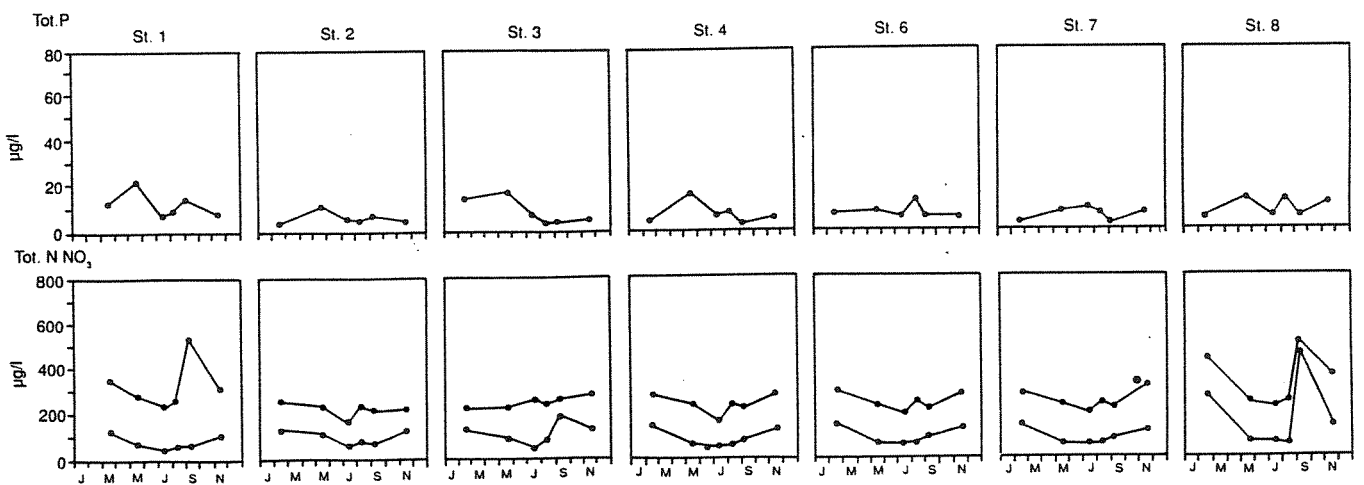 Tot.P
St. 1 St. 2 St. 3 St. 4 St. 6 St. 7 St. 8
80
60
µg/l
40
20
0
Tot. N NO₃
800
600
µg/l
400
200
0
J M M J S N J M M J S N J M M J S N J M M J S N J M M J S N J M M J S N J M M J S N